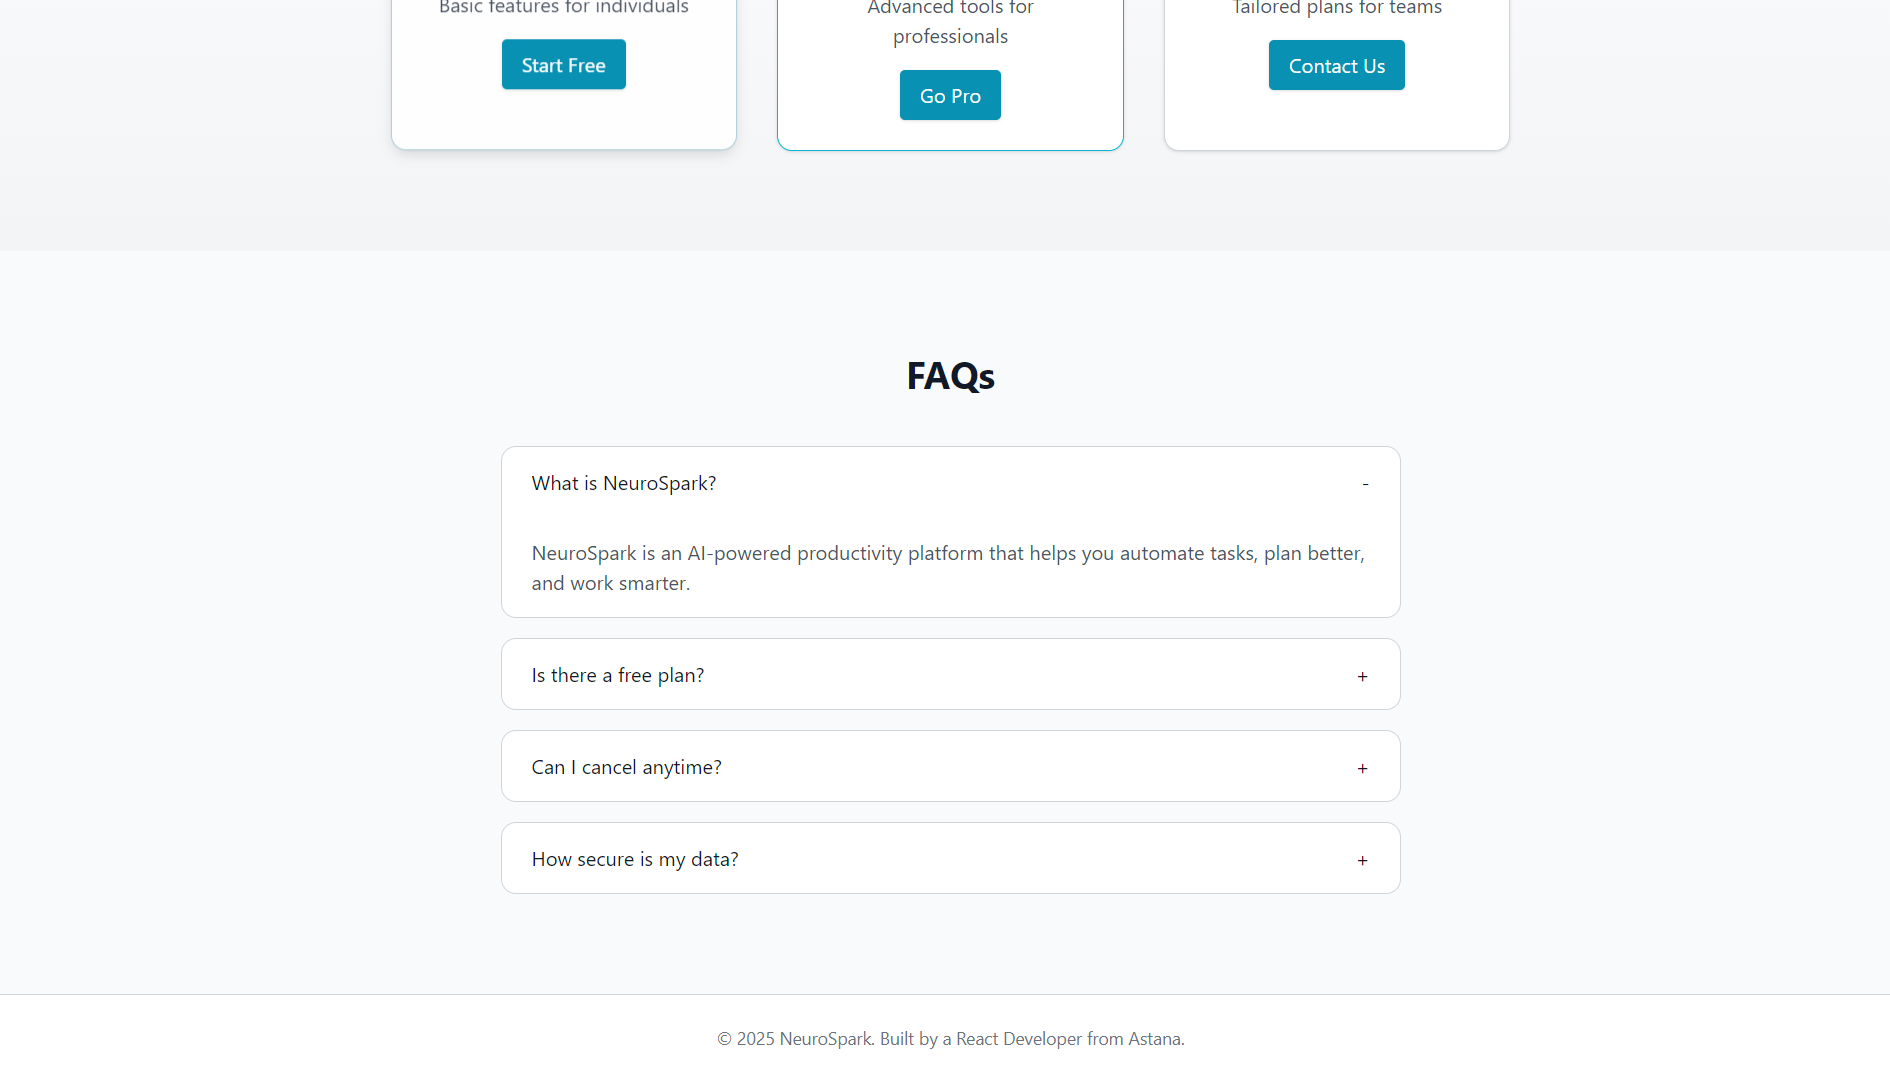 Basic features for individuals
Start Free
Advanced tools for
professionals
Go Pro
Tailored plans for teams
Contact Us
FAQs
What is NeuroSpark? -
NeuroSpark is an AI-powered productivity platform that helps you automate tasks, plan better,
and work smarter.
Is there a free plan? +
Can I cancel anytime? +
How secure is my data? +
© 2025 NeuroSpark. Built by a React Developer from Astana.